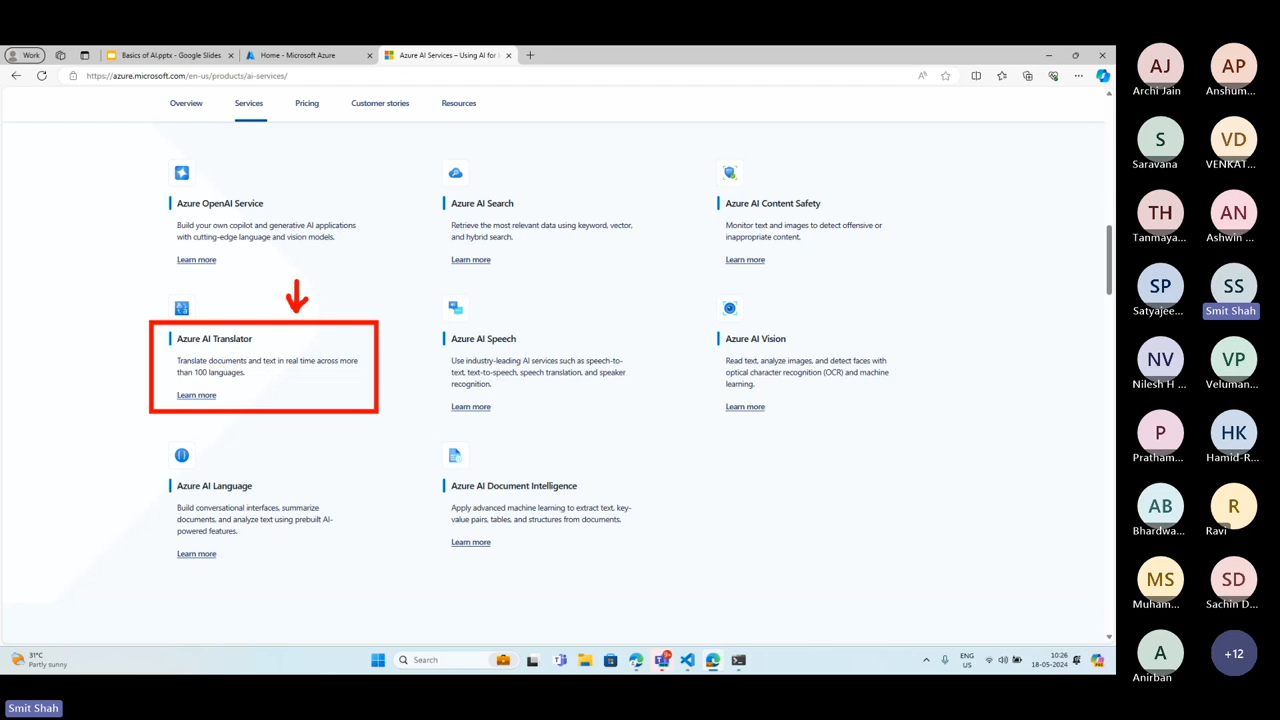 Work
Basics of AI.pptx - Google Slides
Home - Microsoft Azure
Azure AI Services – Using AI for I
https://azure.microsoft.com/en-us/products/ai-services/
Overview
Services
Pricing
Customer stories
Resources
Azure OpenAI Service
Build your own copilot and generative AI applications
with cutting-edge language and vision models.
Learn more
Azure AI Search
Retrieve the most relevant data using keyword, vector,
and hybrid search.
Learn more
Azure AI Content Safety
Monitor text and images to detect offensive or
inappropriate content.
Learn more
Azure AI Translator
Translate documents and text in real time across more
than 100 languages.
Learn more
Azure AI Speech
Use industry-leading AI services such as speech-to-
text, text-to-speech, speech translation, and speaker
recognition.
Learn more
Azure AI Vision
Read text, analyze images, and detect faces with
optical character recognition (OCR) and machine
learning.
Learn more
Azure AI Language
Build conversational interfaces, summarize
documents, and analyze text using prebuilt AI-
powered features.
Learn more
Azure AI Document Intelligence
Apply advanced machine learning to extract text, key-
value pairs, tables, and structures from documents.
Learn more
31°C
Partly sunny
Search
ENG
US
10:26
18-05-2024
AJ
Archi Jain
AP
Anshum...
S
Saravana
VD
VENKAT...
TH
Tanmaya...
AN
Ashwin ...
SP
Satyajee...
SS
Smit Shah
NV
Nilesh H ...
VP
Veluman...
P
Pratham...
HK
Hamid-R...
AB
Bhardwa...
R
Ravi
MS
Muham...
SD
Sachin D...
A
Anirban
+12
Smit Shah